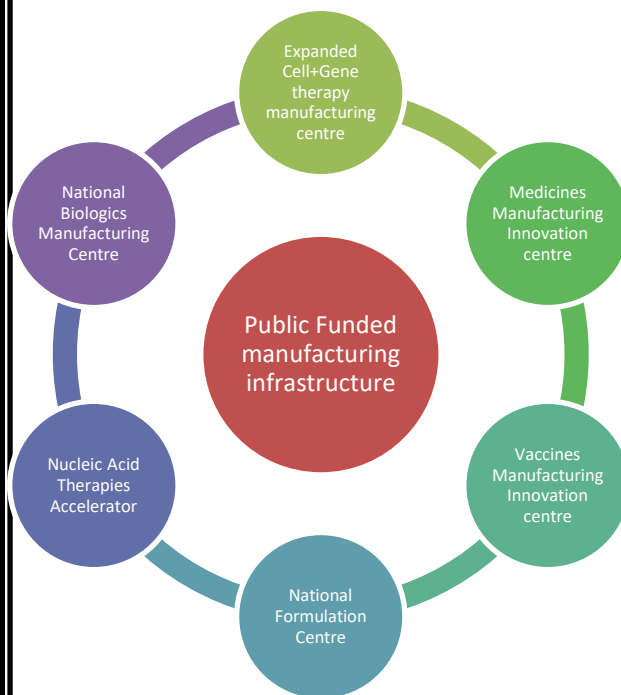 Expanded
Cell+Gene
therapy
manufacturing
centre
Medicines
Manufacturing
Innovation
centre
Vaccines
Manufacturing
Innovation
centre
National
Formulation
Centre
Nucleic Acid
Therapies
Accelerator
National
Biologics
Manufacturing
Centre
Public Funded
manufacturing
infrastructure